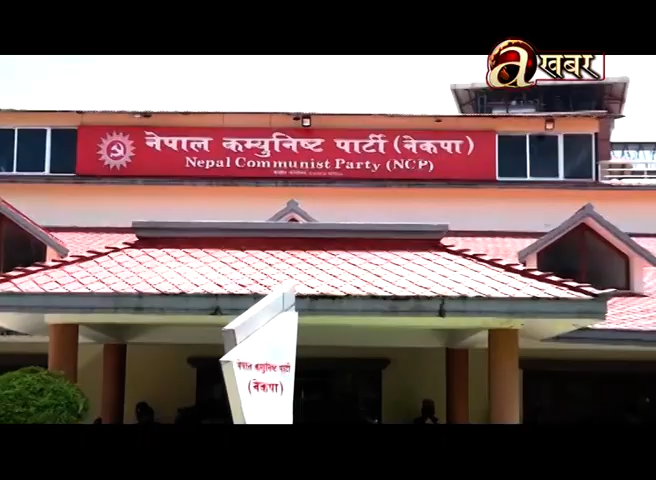 a खबर
नेपाल कम्युनिष्ट पार्टी (नेकपा)
Nepal Communist Party (NCP)
नेपाल कम्युनिष्ट पार्टी
(नेकपा)